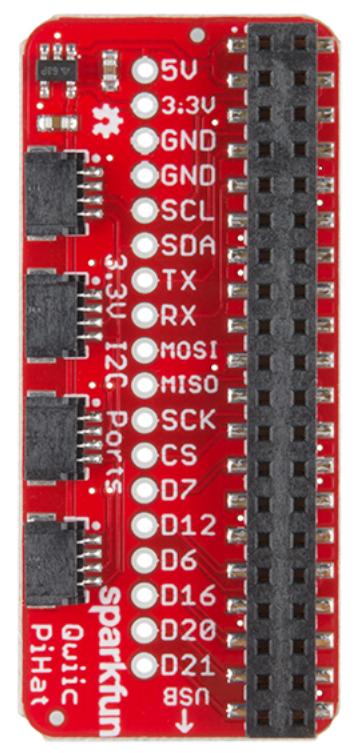 5V
3.3V
GND
GND
SCL
SDA
TX
RX
MOSI
MISO
SCK
CS
D7
D12
D6
D16
D20
D21
USB
3.3V I2C Ports
sparkfun
Qwiic
PiHat